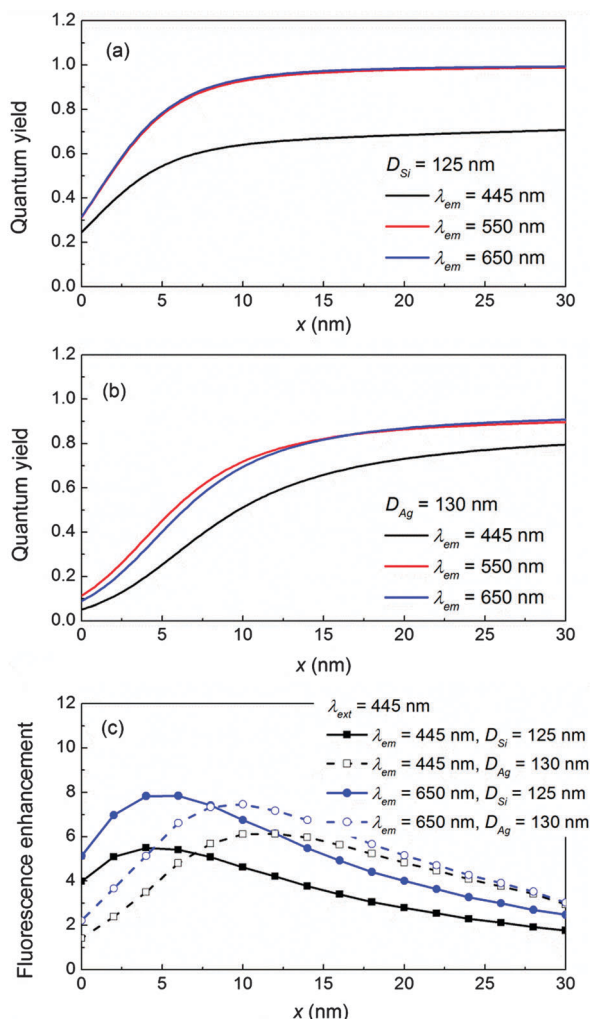 (a)
1.2
1.0
0.8
0.6
0.4
0.2
0.0
Quantum yield
D_Si = 125 nm
λ_em = 445 nm
λ_em = 550 nm
λ_em = 650 nm
0 5 10 15 20 25 30
x (nm)
(b)
1.2
1.0
0.8
0.6
0.4
0.2
0.0
Quantum yield
D_Ag = 130 nm
λ_em = 445 nm
λ_em = 550 nm
λ_em = 650 nm
0 5 10 15 20 25 30
x (nm)
(c)
12
10
8
6
4
2
0
Fluorescence enhancement
λ_ext = 445 nm
λ_em = 445 nm, D_Si = 125 nm
λ_em = 445 nm, D_Ag = 130 nm
λ_em = 650 nm, D_Si = 125 nm
λ_em = 650 nm, D_Ag = 130 nm
0 5 10 15 20 25 30
x (nm)